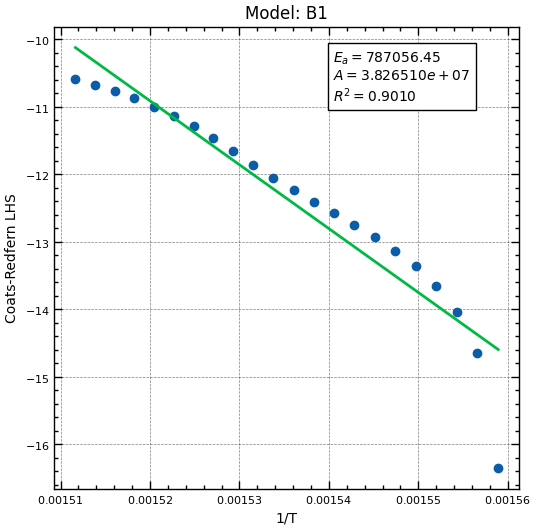 Model: B1
E_a = 787056.45
A = 3.826510e + 07
R² = 0.9010
Coats-Redfern LHS
−10
−11
−12
−13
−14
−15
−16
0.00151 0.00152 0.00153 0.00154 0.00155 0.00156
1/T